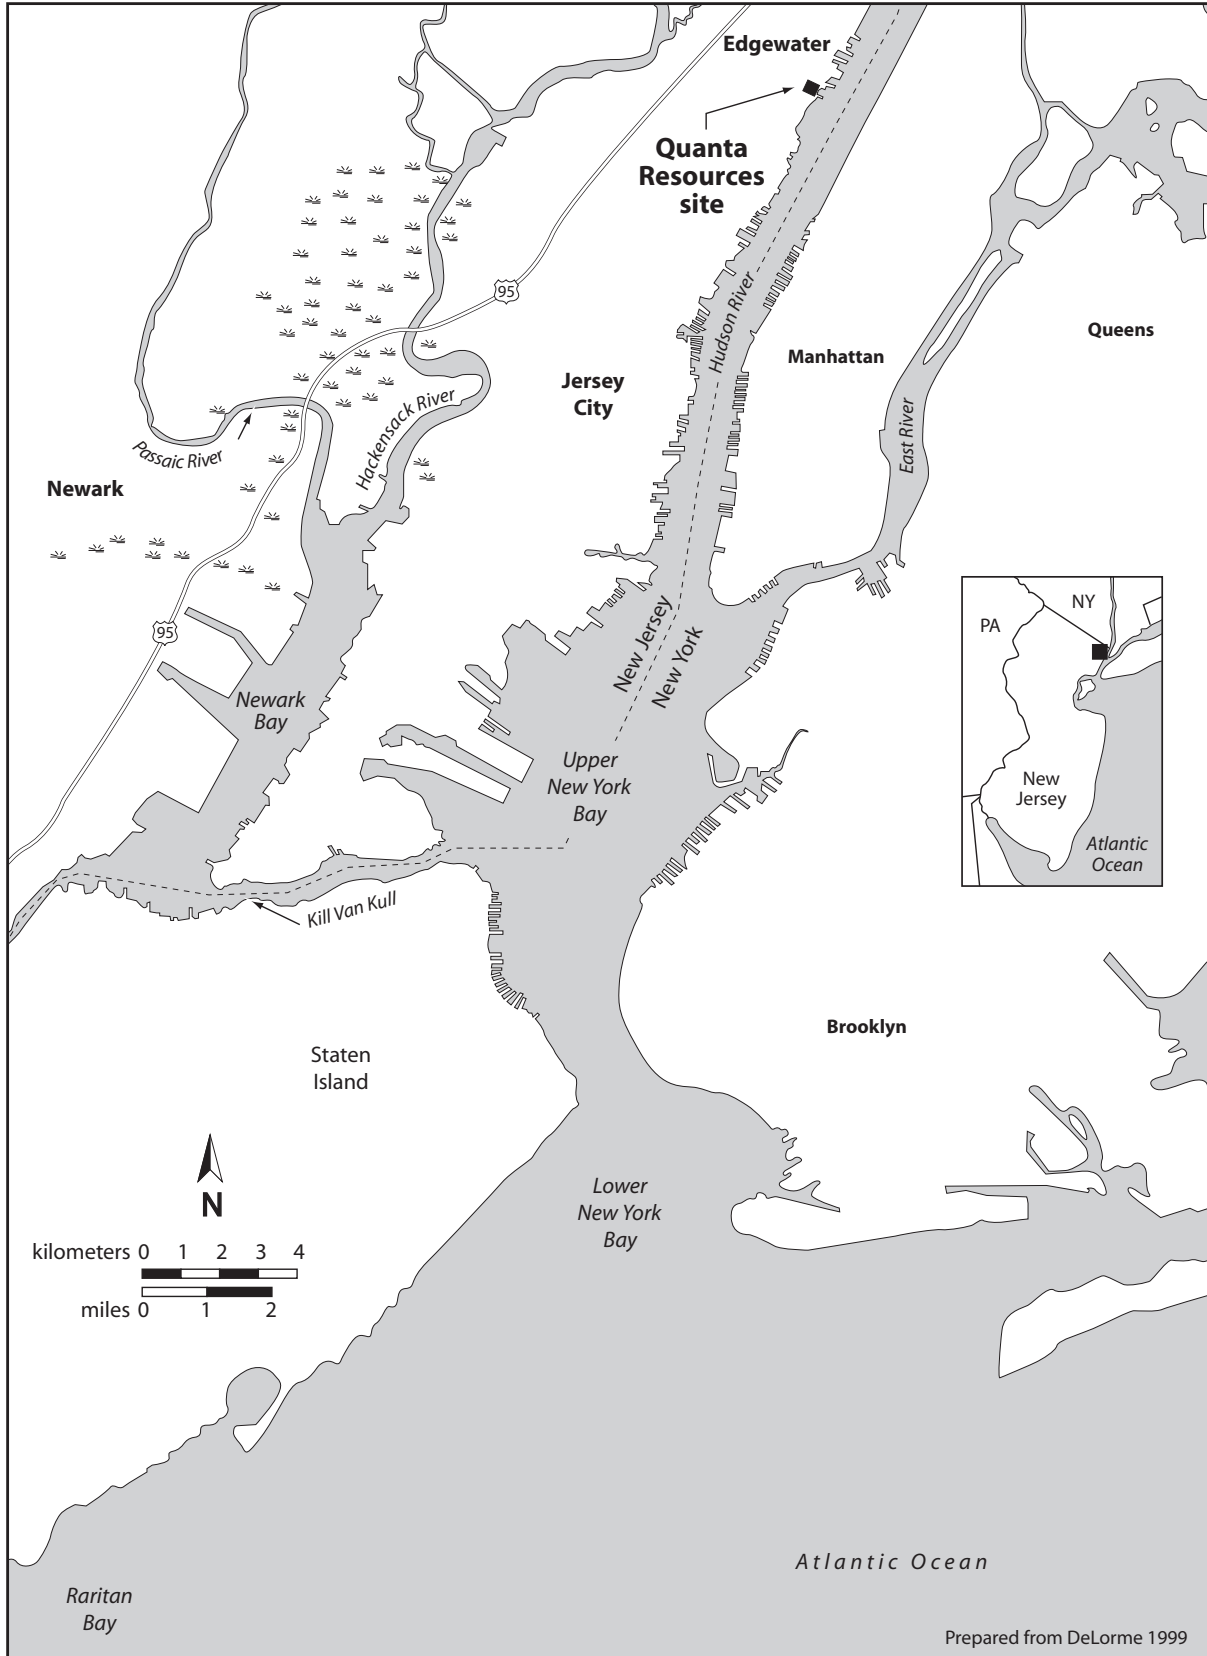 Edgewater
Quanta
Resources
site
95
Hudson River
Queens
Manhattan
Jersey
City
Hackensack River
East River
Passaic River
Newark
NY
PA
95
New Jersey
New York
Newark
Bay
Upper
New York
Bay
New
Jersey
Atlantic
Ocean
Kill Van Kull
Brooklyn
Staten
Island
N
Lower
New York
Bay
kilometers 0 1 2 3 4
miles 0 1 2
Atlantic Ocean
Raritan
Bay
Prepared from DeLorme 1999